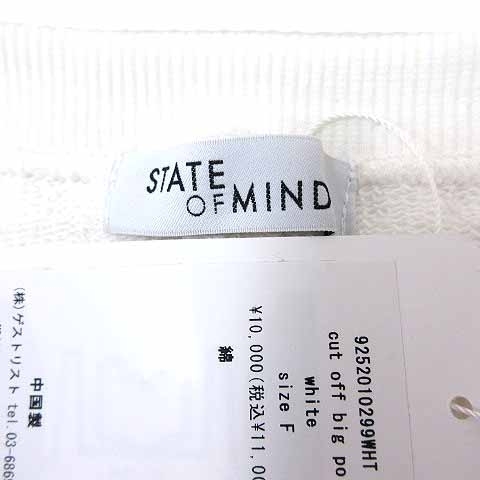 STATE
OF MIND
9252010299WHT
cut off big po
white
size F
¥10,000(税込¥11,00
綿
中国製
(株)ゲストリスト tel.03-686